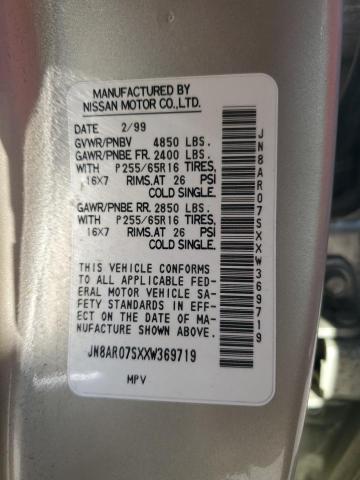 MANUFACTURED BY
NISSAN MOTOR CO.,LTD.
DATE 2/99
GVWR/PNBV 4850 LBS.
GAWR/PNBE FR. 2400 LBS.
WITH P255/65R16 TIRES,
16X7 RIMS,AT 26 PSI
COLD SINGLE.
GAWR/PNBE RR. 2850 LBS.
WITH P255/65R16 TIRES,
16X7 RIMS,AT 26 PSI
COLD SINGLE.
THIS VEHICLE CONFORMS
TO ALL APPLICABLE FED-
ERAL MOTOR VEHICLE SA-
FETY STANDARDS IN EFF-
ECT ON THE DATE OF MA-
NUFACTURE SHOWN ABOVE.
JN8AR07SXXW369719
MPV
JN8AR07SXXW369719